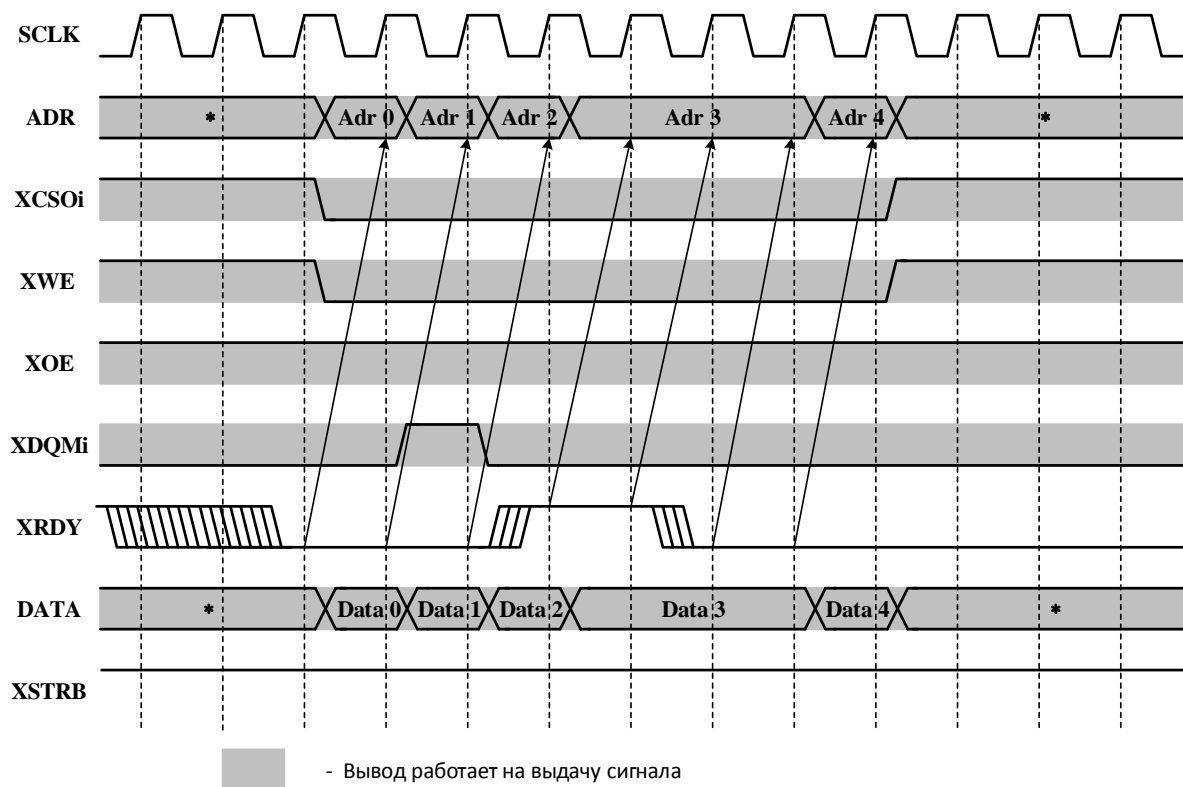 SCLK
ADR * Adr 0 Adr 1 Adr 2 Adr 3 Adr 4 *
XCSOi
XWE
XOE
XDQMi
XRDY
DATA * Data 0 Data 1 Data 2 Data 3 Data 4 *
XSTRB
- Вывод работает на выдачу сигнала